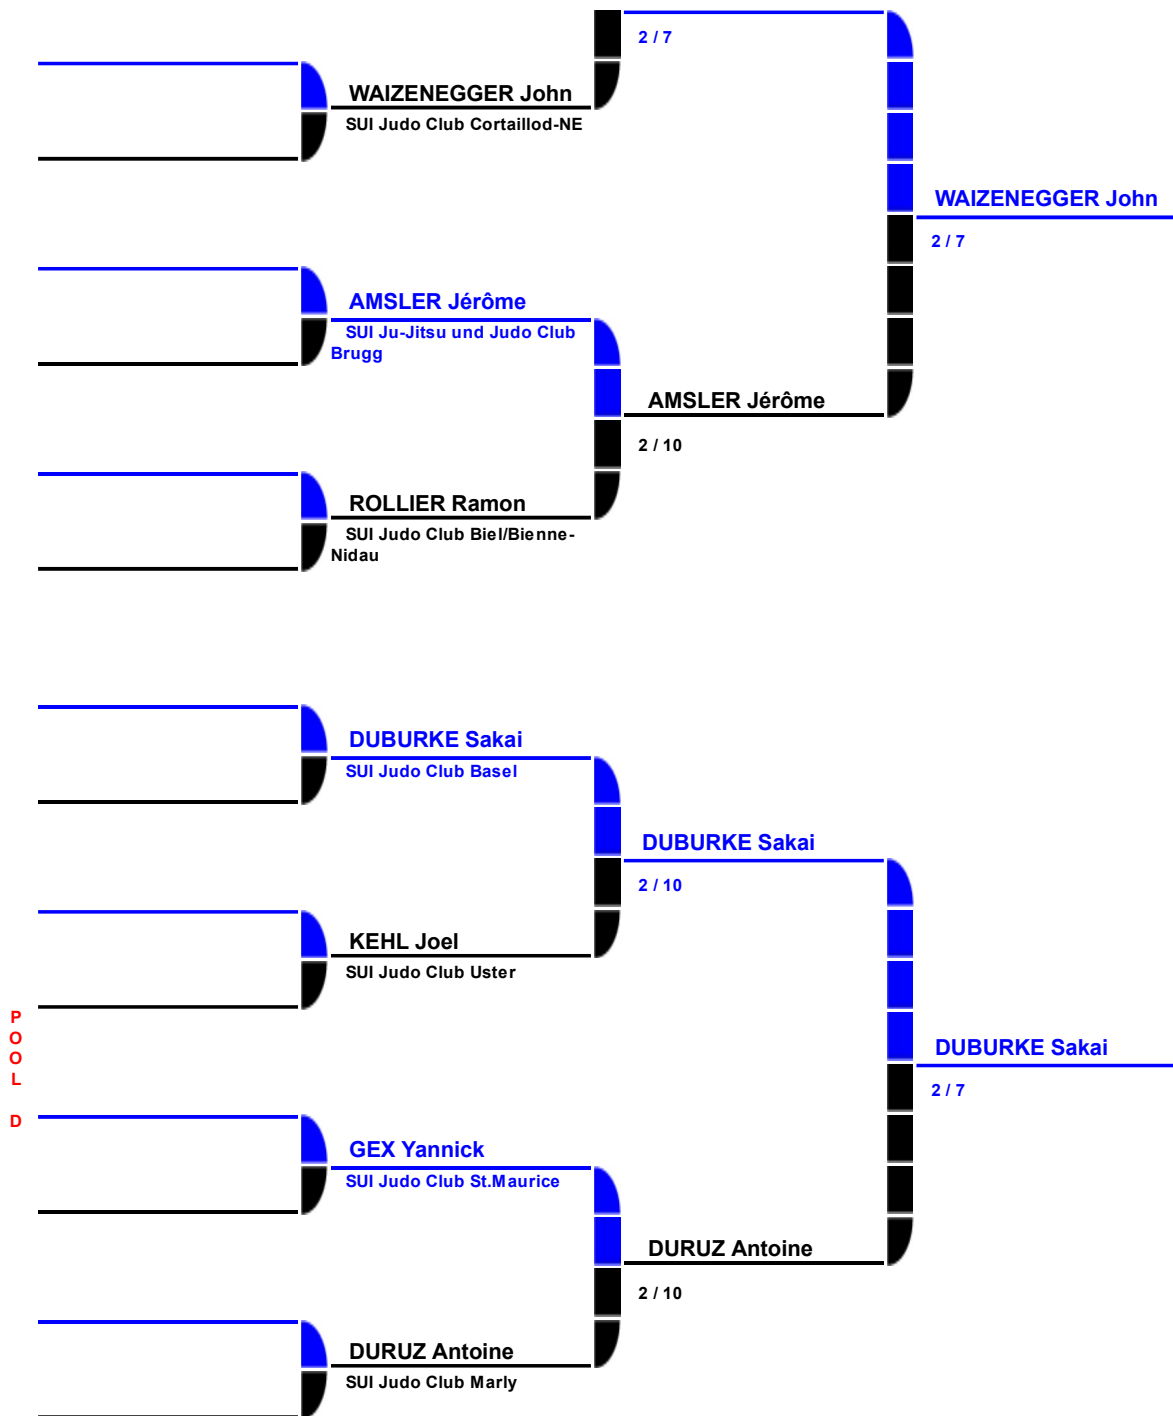 2 / 7
WAIZENEGGER John
SUI Judo Club Cortaillod-NE
WAIZENEGGER John
2 / 7
AMSLER Jérôme
SUI Ju-Jitsu und Judo Club
Brugg
AMSLER Jérôme
2 / 10
ROLLIER Ramon
SUI Judo Club Biel/Bienne-
Nidau
DUBURKE Sakai
SUI Judo Club Basel
DUBURKE Sakai
2 / 10
KEHL Joel
SUI Judo Club Uster
POOL D
DUBURKE Sakai
2 / 7
GEX Yannick
SUI Judo Club St.Maurice
DURUZ Antoine
2 / 10
DURUZ Antoine
SUI Judo Club Marly